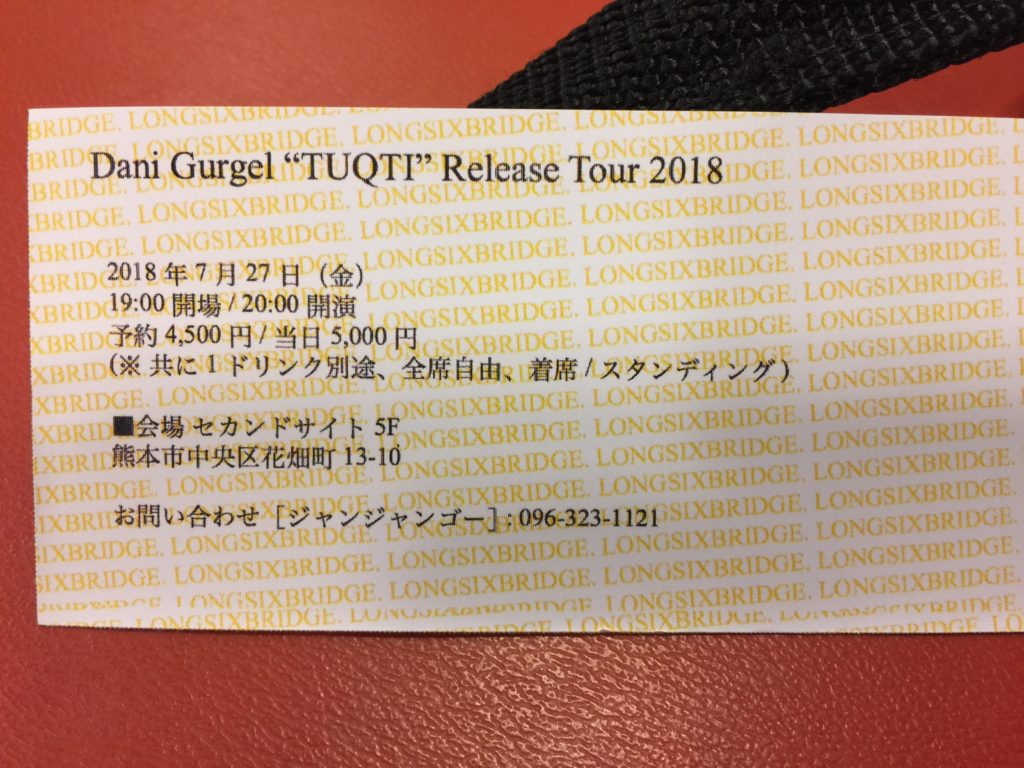 Dani Gurgel “TUQTI” Release Tour 2018
2018 年 7 月 27 日（金）
19:00 開場 / 20:00 開演
予約 4,500 円 / 当日 5,000 円
(※ 共に 1 ドリンク別途、全席自由、着席 / スタンディング )
■会場 セカンドサイト 5F
熊本市中央区花畑町 13-10
お問い合わせ［ジャンジャンゴー］: 096-323-1121
LONGSIXBRIDGE.